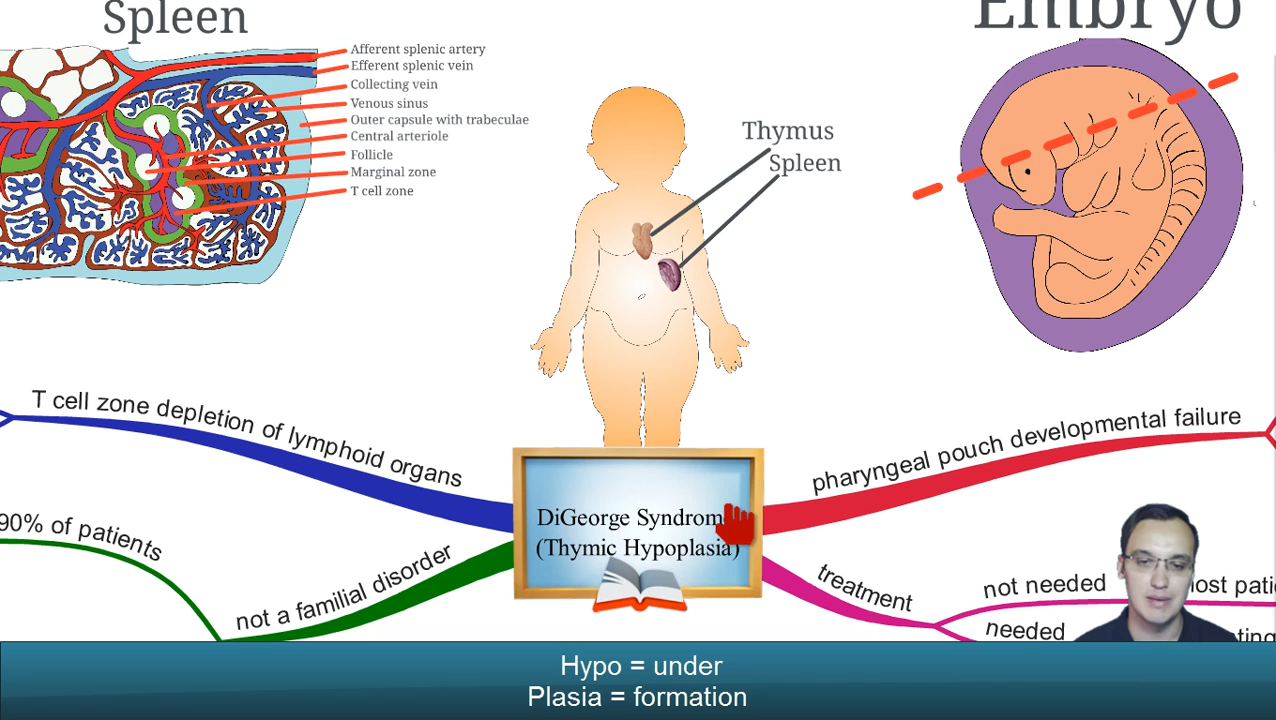 Spleen
Embryo
Afferent splenic artery
Efferent splenic vein
Collecting vein
Venous sinus
Outer capsule with trabeculae
Central arteriole
Follicle
Marginal zone
T cell zone
Thymus
Spleen
T cell zone depletion of lymphoid organs
pharyngeal pouch developmental failure
90% of patients
not a familial disorder
DiGeorge Syndrome
(Thymic Hypoplasia)
treatment
not needed
needed
Hypo = under
Plasia = formation